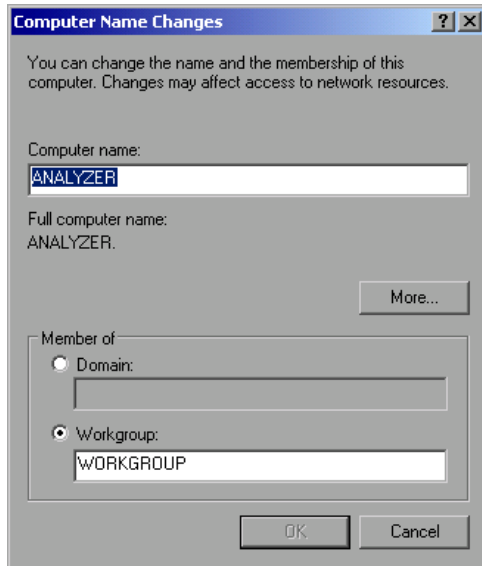 Computer Name Changes
You can change the name and the membership of this
computer. Changes may affect access to network resources.
Computer name:
ANALYZER
Full computer name:
ANALYZER.
More...
Member of
Domain:
Workgroup:
WORKGROUP
OK
Cancel